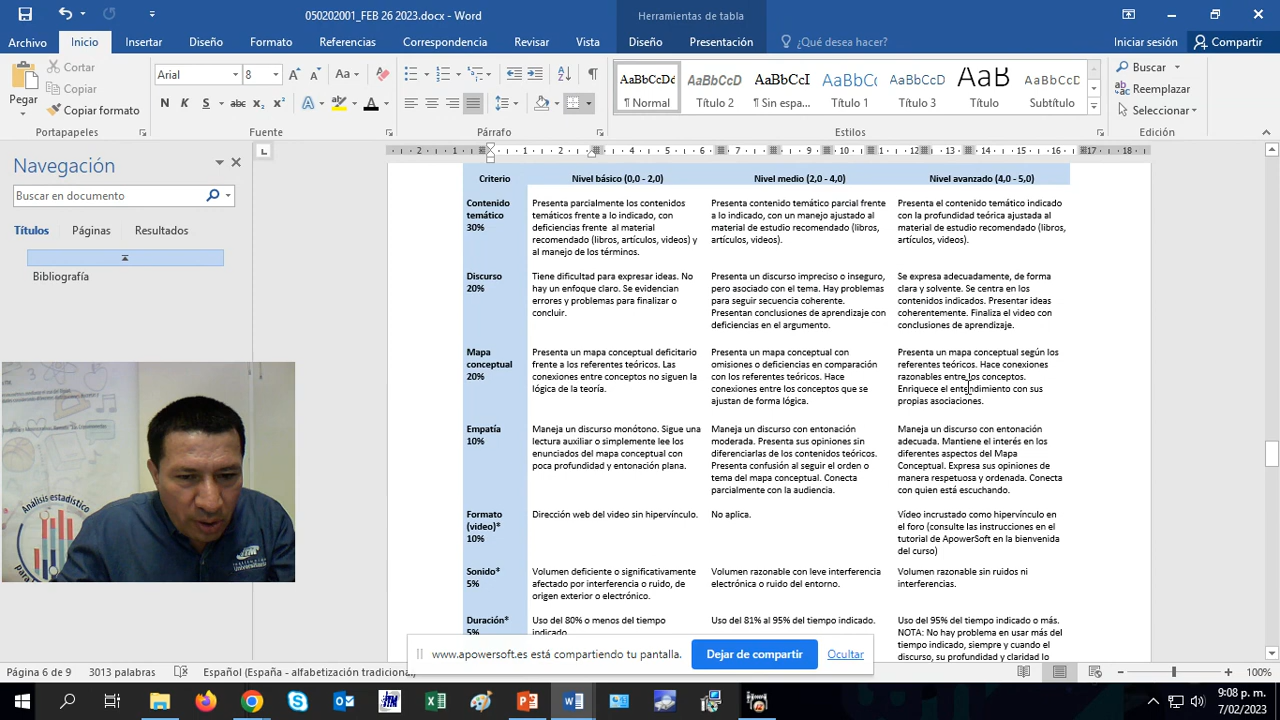 050202001_FEB 26 2023.docx - Word
Herramientas de tabla
Archivo Inicio Insertar Diseño Formato Referencias Correspondencia Revisar Vista Diseño Presentación ¿Qué desea hacer? Iniciar sesión Compartir
Pegar
Cortar
Copiar
Copiar formato
Portapapeles
Arial 8
Fuente
Párrafo
AaBbCcDd AaBbCcD AaBbCcI AaBbC( AaBbCcD AaB AaBbCcD
¶ Normal Título 2 ¶ Sin espa... Título 1 Título 3 Título Subtítulo
Estilos
Buscar
Reemplazar
Seleccionar
Edición
Navegación
Buscar en documento
Títulos Páginas Resultados
Bibliografía
2 1 1 2 3 4 5 6 7 8 9 10 11 12 13 14 15 16 17 18
Criterio Nivel básico (0,0 - 2,0) Nivel medio (2,0 - 4,0) Nivel avanzado (4,0 - 5,0)
Contenido
temático
30%
Presenta parcialmente los contenidos
temáticos frente a lo indicado, con
deficiencias frente al material
recomendado (libros, artículos, videos) y
al manejo de los términos.
Presenta contenido temático parcial frente
a lo indicado, con un manejo ajustado al
material de estudio recomendado (libros,
artículos, videos).
Presenta el contenido temático indicado
con la profundidad teórica ajustada al
material de estudio recomendado (libros,
artículos, videos).
Discurso
20%
Tiene dificultad para expresar ideas. No
hay un enfoque claro. Se evidencian
errores y problemas para finalizar o
concluir.
Presenta un discurso impreciso o inseguro,
pero asociado con el tema. Hay problemas
para seguir secuencia coherente.
Presentan conclusiones de aprendizaje con
deficiencias en el argumento.
Se expresa adecuadamente, de forma
clara y solvente. Se centra en los
contenidos indicados. Presentar ideas
coherentemente. Finaliza el video con
conclusiones de aprendizaje.
Mapa
conceptual
20%
Presenta un mapa conceptual deficitario
frente a los referentes teóricos. Las
conexiones entre conceptos no siguen la
lógica de la teoría.
Presenta un mapa conceptual con
omisiones o deficiencias en comparación
con los referentes teóricos. Hace
conexiones entre los conceptos que se
ajustan de forma lógica.
Presenta un mapa conceptual según los
referentes teóricos. Hace conexiones
razonables entre los conceptos.
Enriquece el entendimiento con sus
propias asociaciones.
Empatía
10%
Maneja un discurso monótono. Sigue una
lectura auxiliar o simplemente lee los
enunciados del mapa conceptual con
poca profundidad y entonación plana.
Maneja un discurso con entonación
moderada. Presenta sus opiniones sin
diferenciarlas de los contenidos teóricos.
Presenta confusión al seguir el orden o
tema del mapa conceptual. Conecta
parcialmente con la audiencia.
Maneja un discurso con entonación
adecuada. Mantiene el interés en los
diferentes aspectos del Mapa
Conceptual. Expresa sus opiniones de
manera respetuosa y ordenada. Conecta
con quien está escuchando.
Formato
(video)*
10%
Dirección web del video sin hipervínculo.
No aplica.
Vídeo incrustado como hipervínculo en
el foro (consulte las instrucciones en el
tutorial de ApowerSoft en la bienvenida
del curso)
Sonido*
5%
Volumen deficiente o significativamente
afectado por interferencia o ruido, de
origen exterior o electrónico.
Volumen razonable con leve interferencia
electrónica o ruido del entorno.
Volumen razonable sin ruidos ni
interferencias.
Duración*
5%
Uso del 80% o menos del tiempo
indicado.
Uso del 81% al 95% del tiempo indicado.
Uso del 95% del tiempo indicado o más.
NOTA: No hay problema en usar más del
tiempo indicado, siempre y cuando el
discurso, su profundidad y claridad lo
Análisis estadístico
www.apowersoft.es está compartiendo tu pantalla. Dejar de compartir Ocultar
Página 6 de 9 3013 palabras Español (España - alfabetización tradicional) 100%
9:08 p. m.
7/02/2023